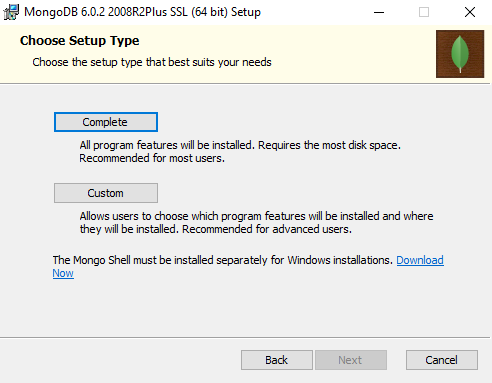 MongoDB 6.0.2 2008R2Plus SSL (64 bit) Setup
Choose Setup Type
Choose the setup type that best suits your needs
Complete
All program features will be installed. Requires the most disk space.
Recommended for most users.
Custom
Allows users to choose which program features will be installed and where
they will be installed. Recommended for advanced users.
The Mongo Shell must be installed separately for Windows installations. Download
Now
Back Next Cancel